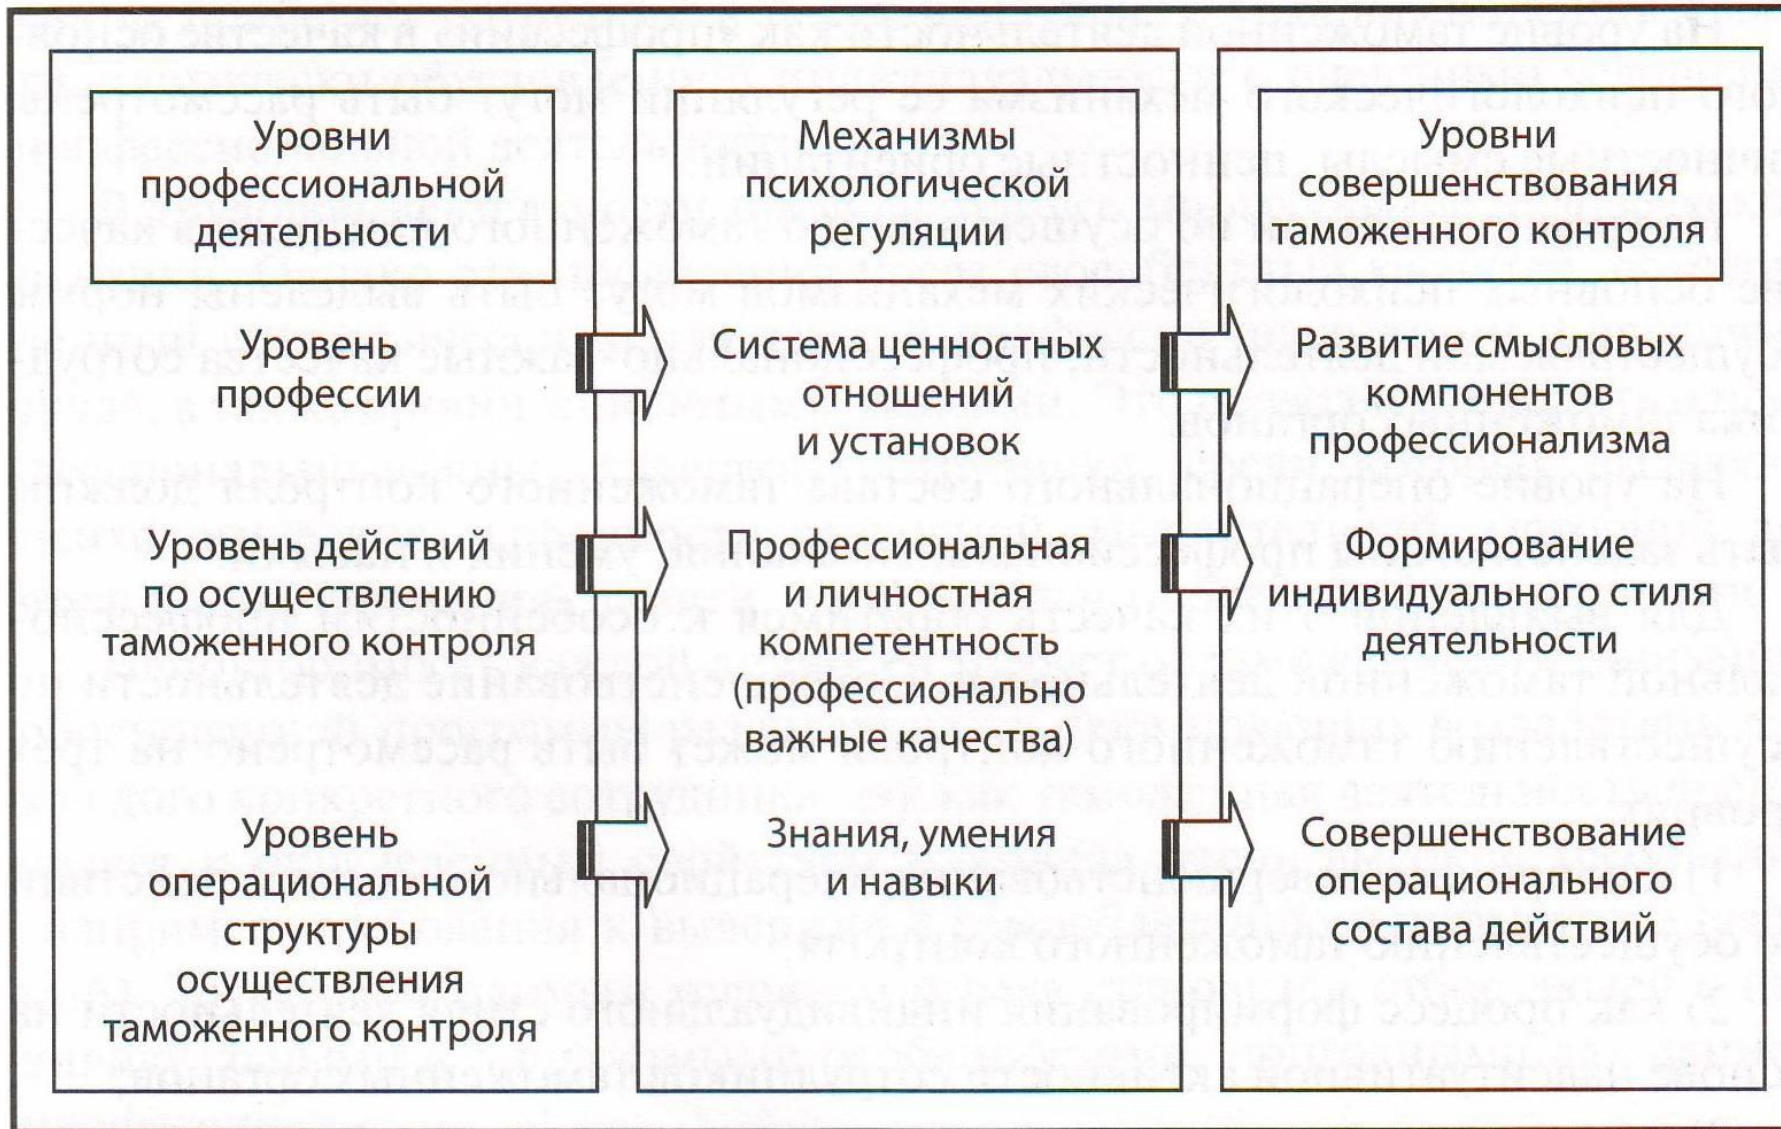 Уровни
профессиональной
деятельности
Уровень
профессии
Уровень действий
по осуществлению
таможенного контроля
Уровень
операциональной
структуры
осуществления
таможенного контроля
Механизмы
психологической
регуляции
Система ценностных
отношений
и установок
Профессиональная
и личностная
компетентность
(профессионально
важные качества)
Знания, умения
и навыки
Уровни
совершенствования
таможенного контроля
Развитие смысловых
компонентов
профессионализма
Формирование
индивидуального стиля
деятельности
Совершенствование
операционального
состава действий